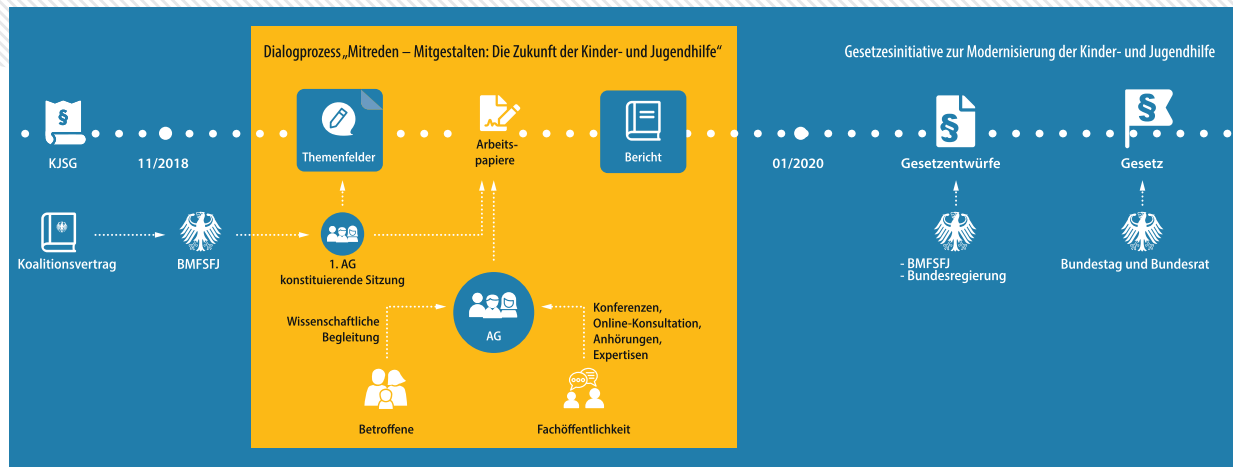 Dialogprozess „Mitreden – Mitgestalten: Die Zukunft der Kinder- und Jugendhilfe“
Gesetzesinitiative zur Modernisierung der Kinder- und Jugendhilfe
§
§
§
KJSG
11/2018
Themenfelder
Arbeits-
papiere
Bericht
01/2020
Gesetzentwürfe
Gesetz
Koalitionsvertrag
BMFSFJ
1. AG
konstituierende Sitzung
- BMFSFJ
- Bundesregierung
Bundestag und Bundesrat
Wissenschaftliche
Begleitung
AG
Konferenzen,
Online-Konsultation,
Anhörungen,
Expertisen
Betroffene
Fachöffentlichkeit